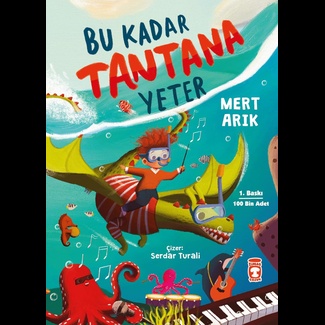 BU KADAR
TANTANA
YETER
MERT
ARIK
1. Baskı
100 Bin Adet
Çizer:
Serdar Turali